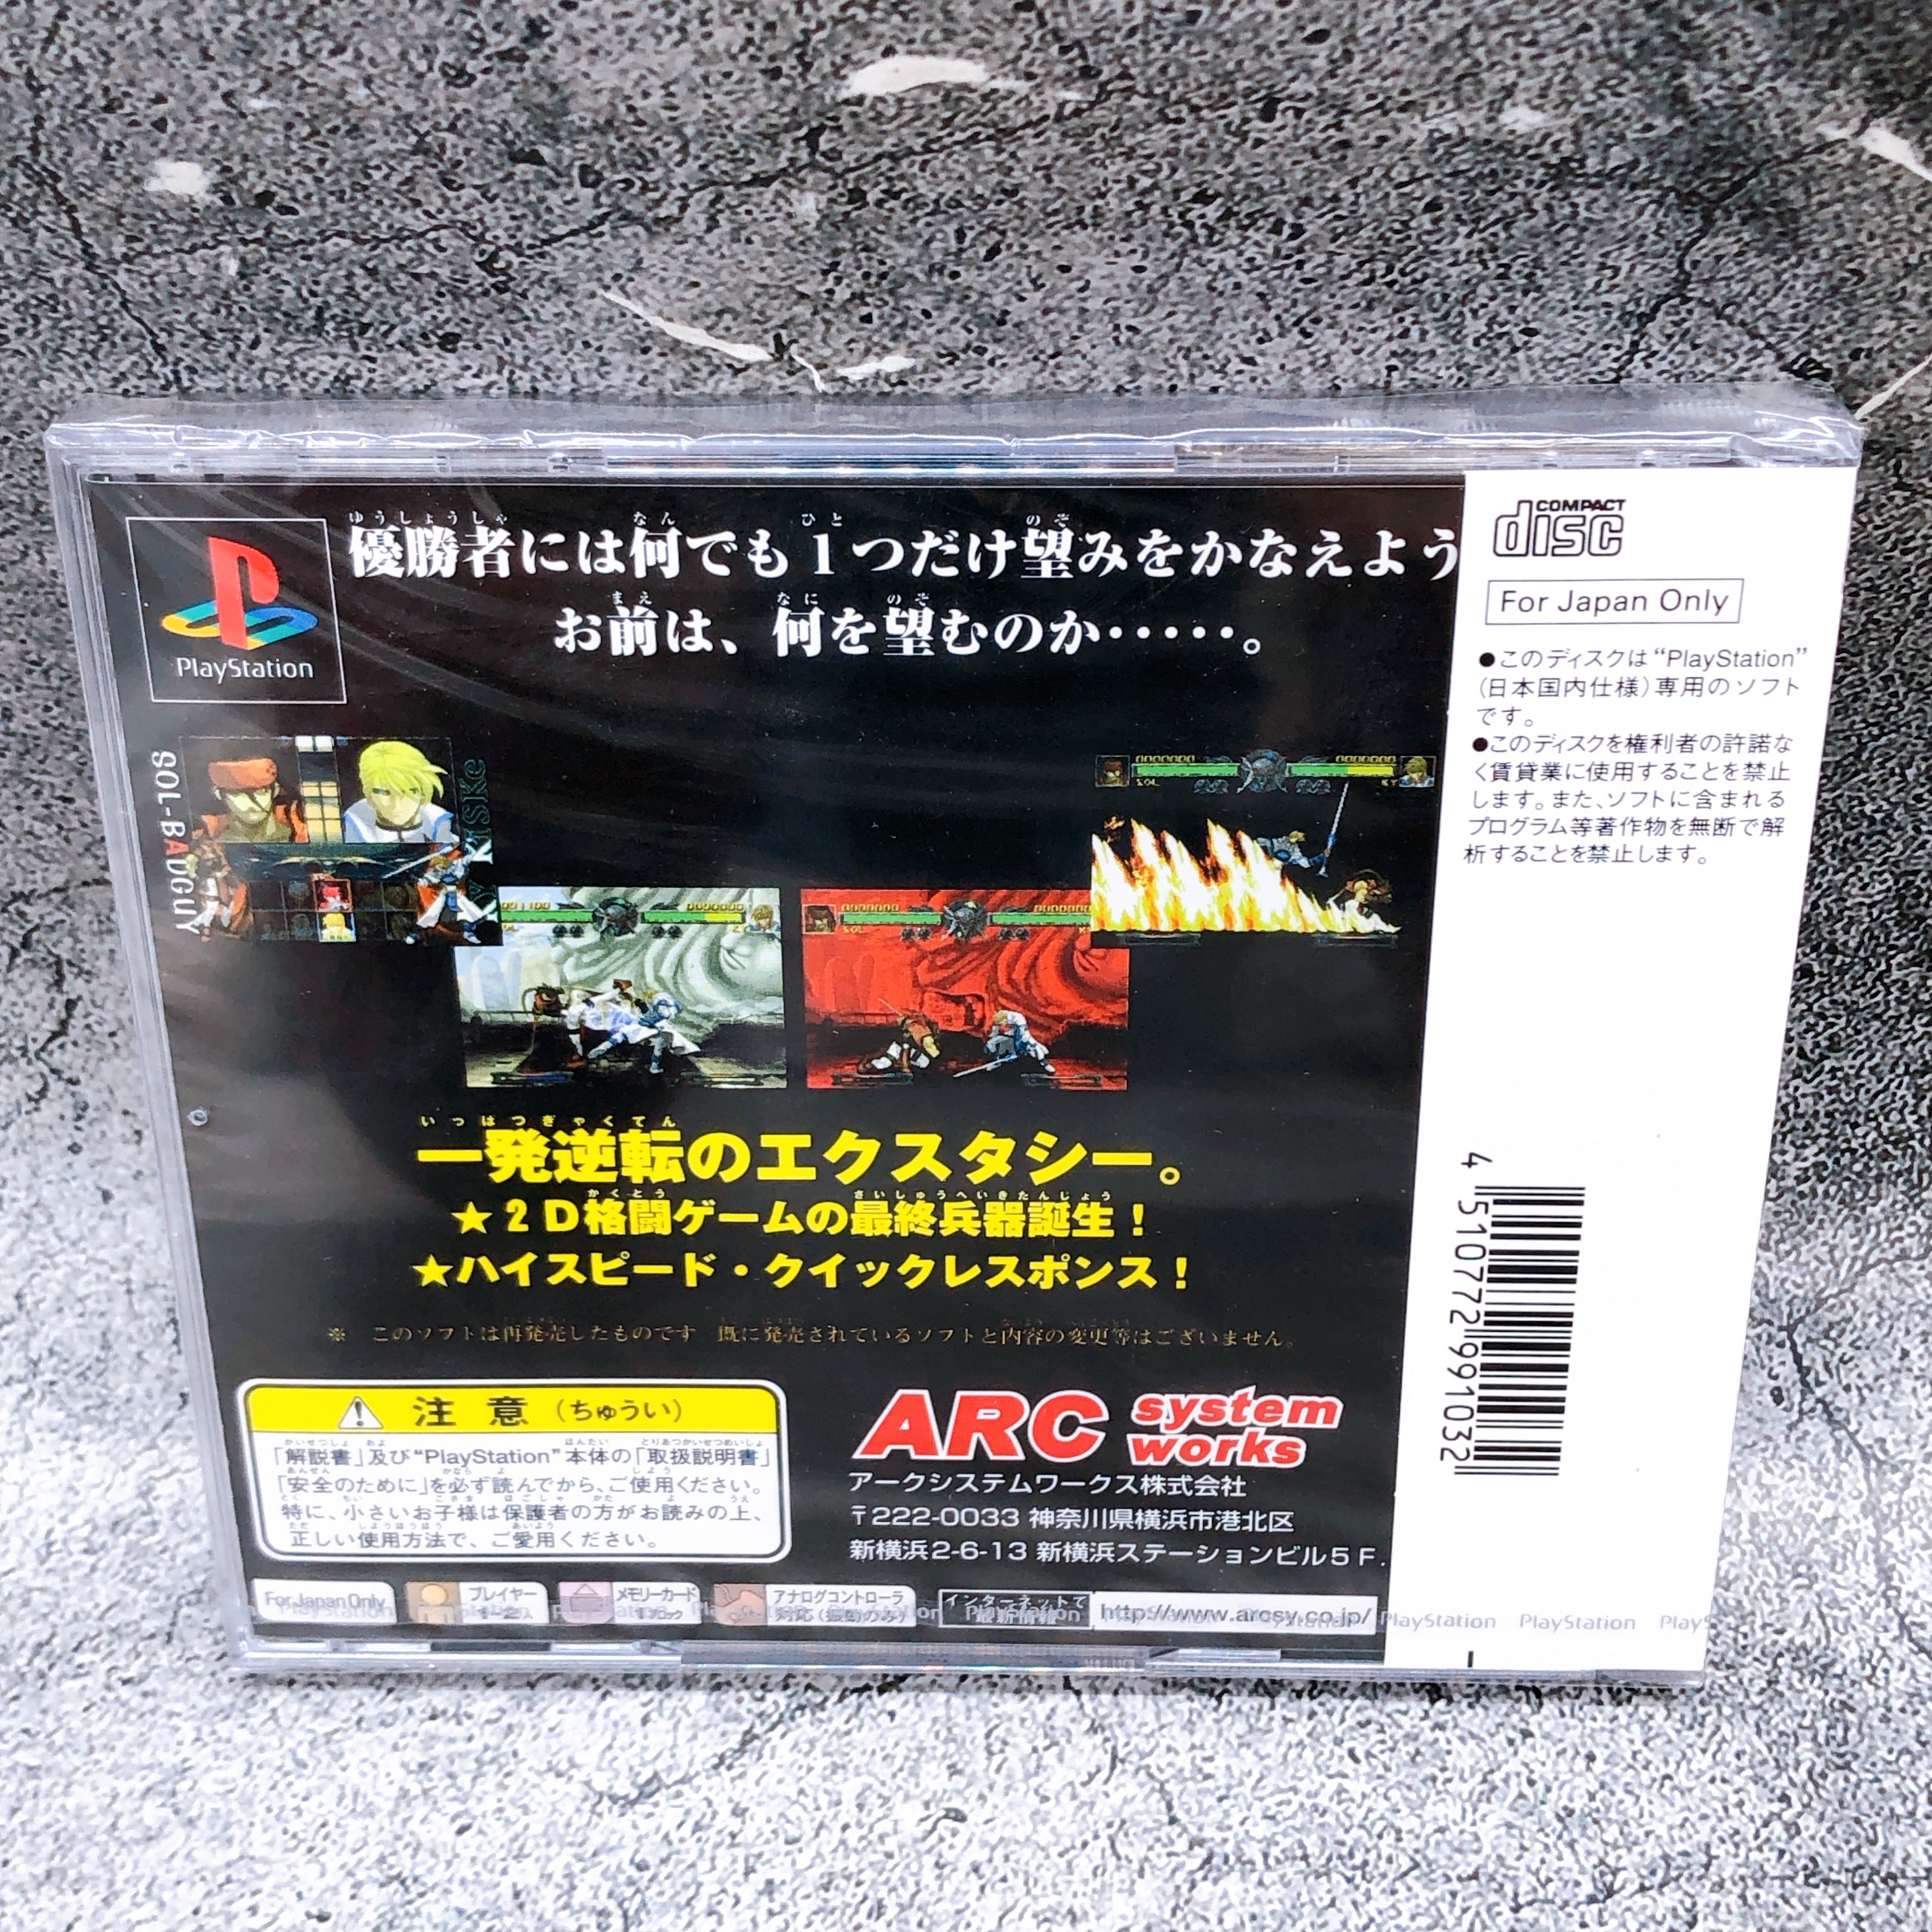 PlayStation
優勝者には何でも1つだけ望みをかなえよう
お前は、何を望むのか・・・・・。
SOL-BADGUY
一発逆転のエクスタシー。
★2D格闘ゲームの最終兵器誕生！
★ハイスピード・クイックレスポンス！
※ このソフトは再発売したものです 既に発売されているソフトと内容の変更等はございません。
注意（ちゅうい）
「解説書」及び“PlayStation”本体の「取扱説明書」
「安全のために」を必ず読んでから、ご使用ください。
特に、小さいお子様は保護者の方がお読みの上、
正しい使用方法で、ご愛用ください。
ARC system works
アークシステムワークス株式会社
〒222-0033 神奈川県横浜市港北区
新横浜2-6-13 新横浜ステーションビル5F.
For Japan Only
プレイヤー
メモリーカード
アナログコントローラ
対応(振動のみ)
インターネットで
最新情報
http://www.arcsy.co.jp/
PlayStation PlayStation
COMPACT
disc
For Japan Only
●このディスクは“PlayStation”
(日本国内仕様)専用のソフト
です。
●このディスクを権利者の許諾な
く賃貸業に使用することを禁止
します。また、ソフトに含まれる
プログラム等著作物を無断で解
析することを禁止します。
4 510772 991032